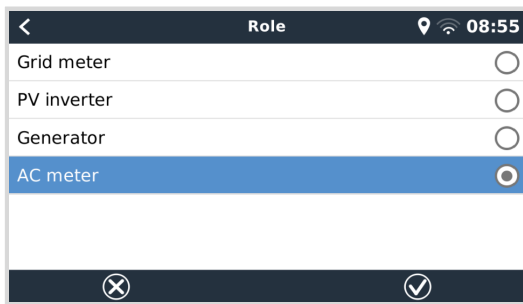 Role
08:55
Grid meter
PV inverter
Generator
AC meter